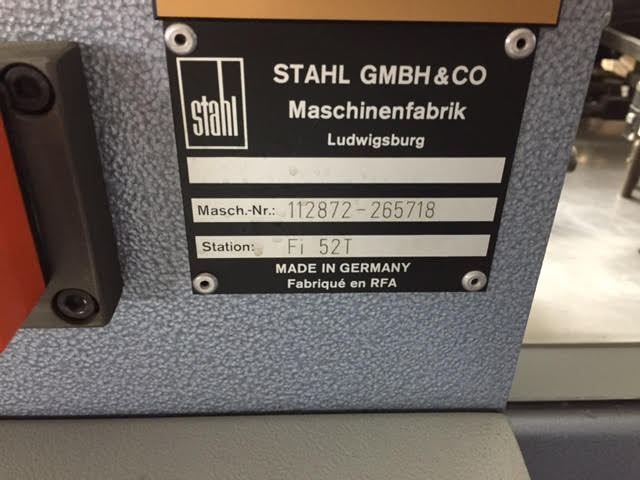 stahl
STAHL GMBH & CO
Maschinenfabrik
Ludwigsburg
Masch.-Nr.: 112872-265718
Station: Fi 52T
MADE IN GERMANY
Fabriqué en RFA